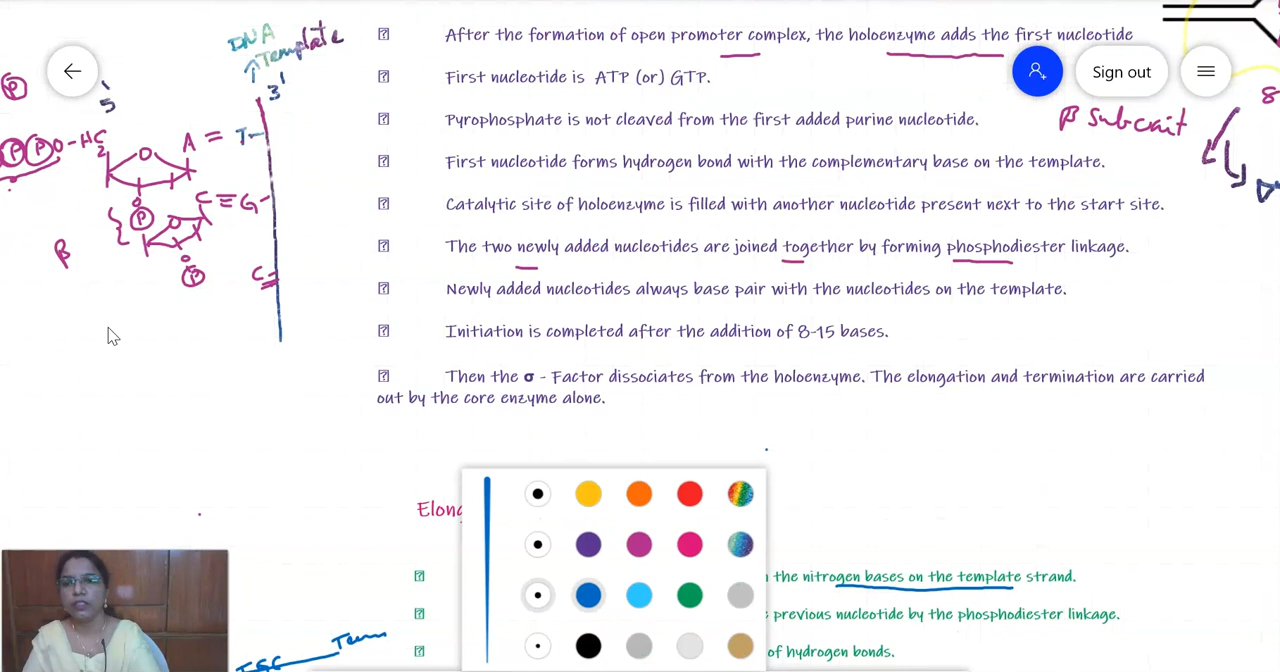 DNA
Template
3'
5
P
P P O - H2C
O
A = T
C ≡ G
P
P
β
C =
After the formation of open promoter complex, the holoenzyme adds the first nucleotide
First nucleotide is ATP (or) GTP.
Pyrophosphate is not cleaved from the first added purine nucleotide.
First nucleotide forms hydrogen bond with the complementary base on the template.
Catalytic site of holoenzyme is filled with another nucleotide present next to the start site.
The two newly added nucleotides are joined together by forming phosphodiester linkage.
Newly added nucleotides always base pair with the nucleotides on the template.
Initiation is completed after the addition of 8-15 bases.
Then the σ - Factor dissociates from the holoenzyme. The elongation and termination are carried
out by the core enzyme alone.
Sign out
8
β Subunit
Elong
the nitrogen bases on the template strand.
previous nucleotide by the phosphodiester linkage.
of hydrogen bonds.
Term